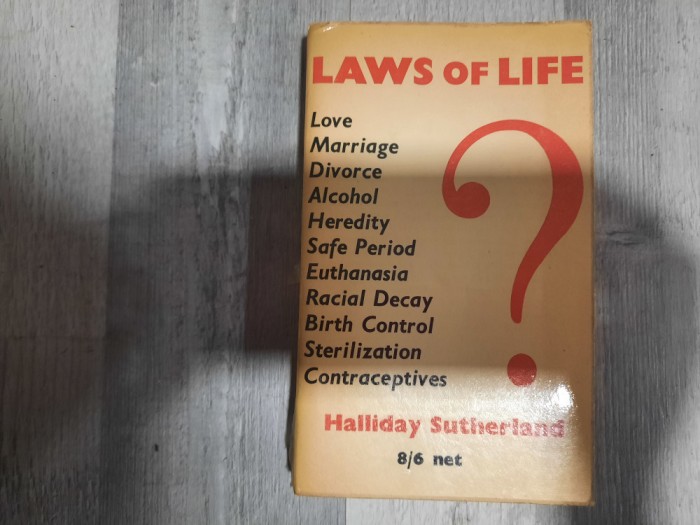 LAWS OF LIFE
Love
Marriage
Divorce
Alcohol
Heredity
Safe Period
Euthanasia
Racial Decay
Birth Control
Sterilization
Contraceptives
?
Halliday Sutherland
8/6 net